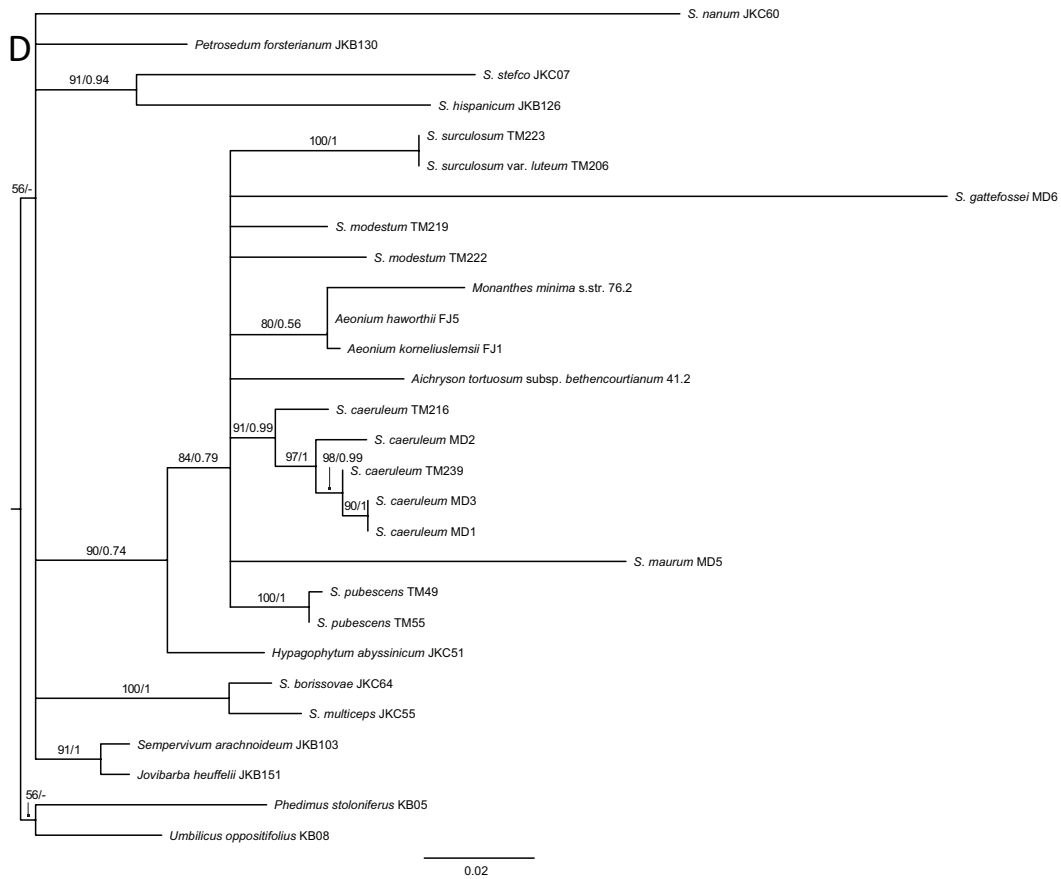 S. nanum JKC60
D
Petrosedum forsterianum JKB130
S. stefco JKC07
91/0.94
S. hispanicum JKB126
S. surculosum TM223
100/1
S. surculosum var. luteum TM206
56/-
S. gattefossei MD6
S. modestum TM219
S. modestum TM222
Monanthes minima s.str. 76.2
Aeonium haworthii FJ5
80/0.56
Aeonium korneliuslemsii FJ1
Aichryson tortuosum subsp. bethencourtianum 41.2
S. caeruleum TM216
91/0.99
S. caeruleum MD2
84/0.79
97/1
98/0.99
S. caeruleum TM239
S. caeruleum MD3
90/1
S. caeruleum MD1
90/0.74
S. maurum MD5
S. pubescens TM49
100/1
S. pubescens TM55
Hypagophytum abyssinicum JKC51
S. borissovae JKC64
100/1
S. multiceps JKC55
Sempervivum arachnoideum JKB103
91/1
Jovibarba heuffelii JKB151
56/-
Phedimus stoloniferus KB05
Umbilicus oppositifolius KB08
0.02